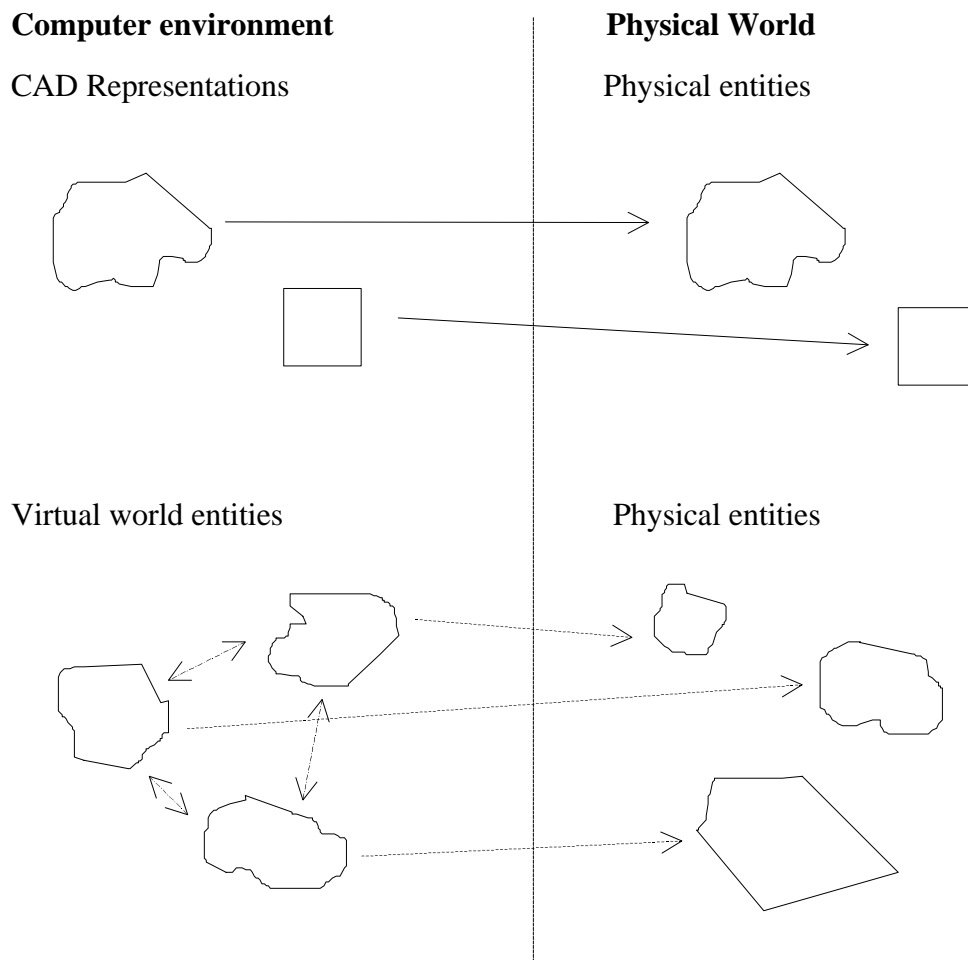 Computer environment
Physical World
CAD Representations
Physical entities
Virtual world entities
Physical entities